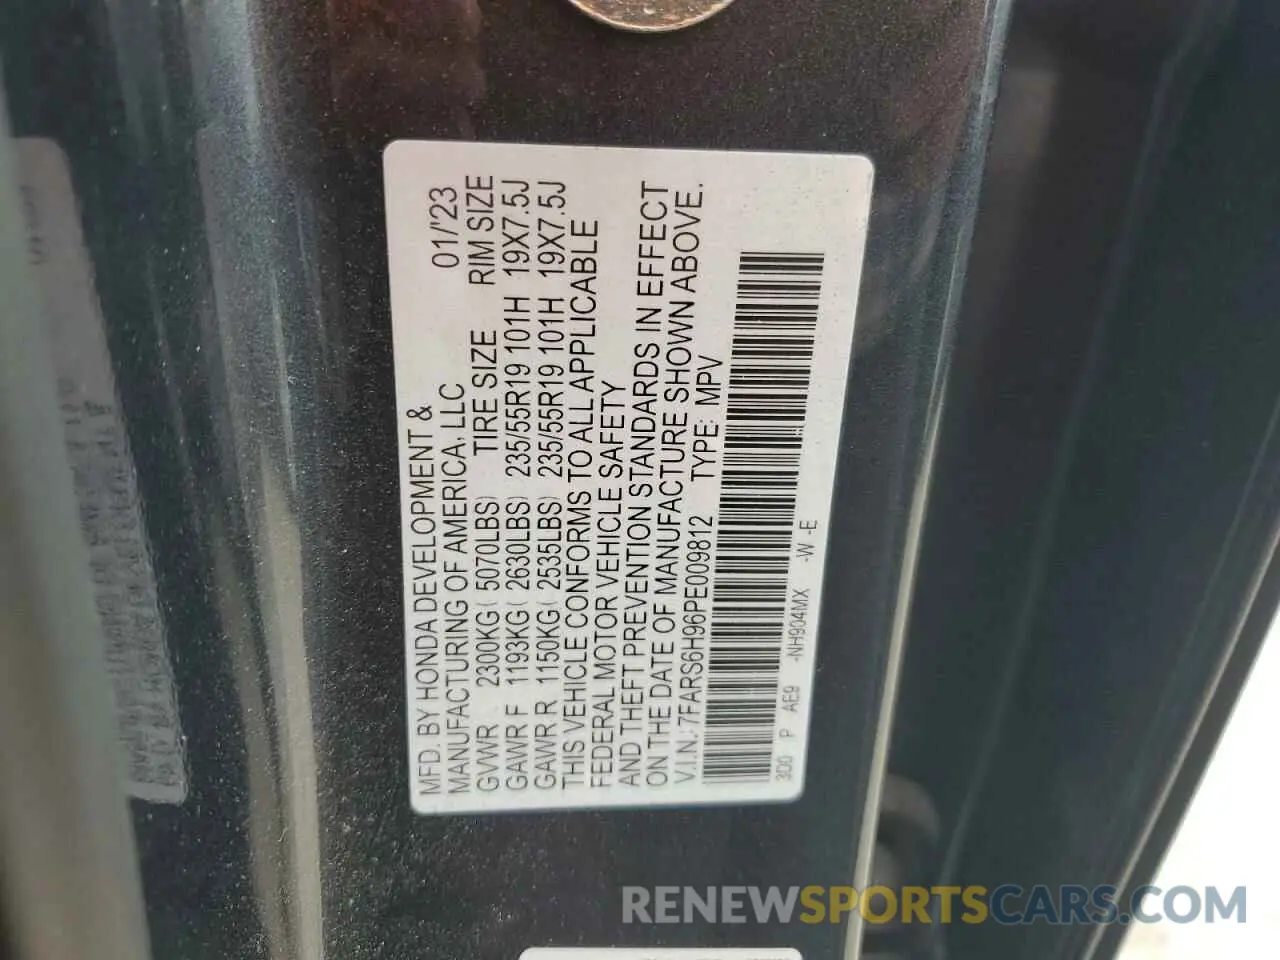 MFD. BY HONDA DEVELOPMENT &
MANUFACTURING OF AMERICA, LLC 01/'23
GVWR 2300KG( 5070LBS) TIRE SIZE RIM SIZE
GAWR F 1193KG( 2630LBS) 235/55R19 101H 19X7.5J
GAWR R 1150KG( 2535LBS) 235/55R19 101H 19X7.5J
THIS VEHICLE CONFORMS TO ALL APPLICABLE
FEDERAL MOTOR VEHICLE SAFETY
AND THEFT PREVENTION STANDARDS IN EFFECT
ON THE DATE OF MANUFACTURE SHOWN ABOVE.
V.I.N.: 7FARS6H96PE009812 TYPE: MPV
3D0 P AE9 -NH904MX -W -E
RENEWSPORTSCARS.COM